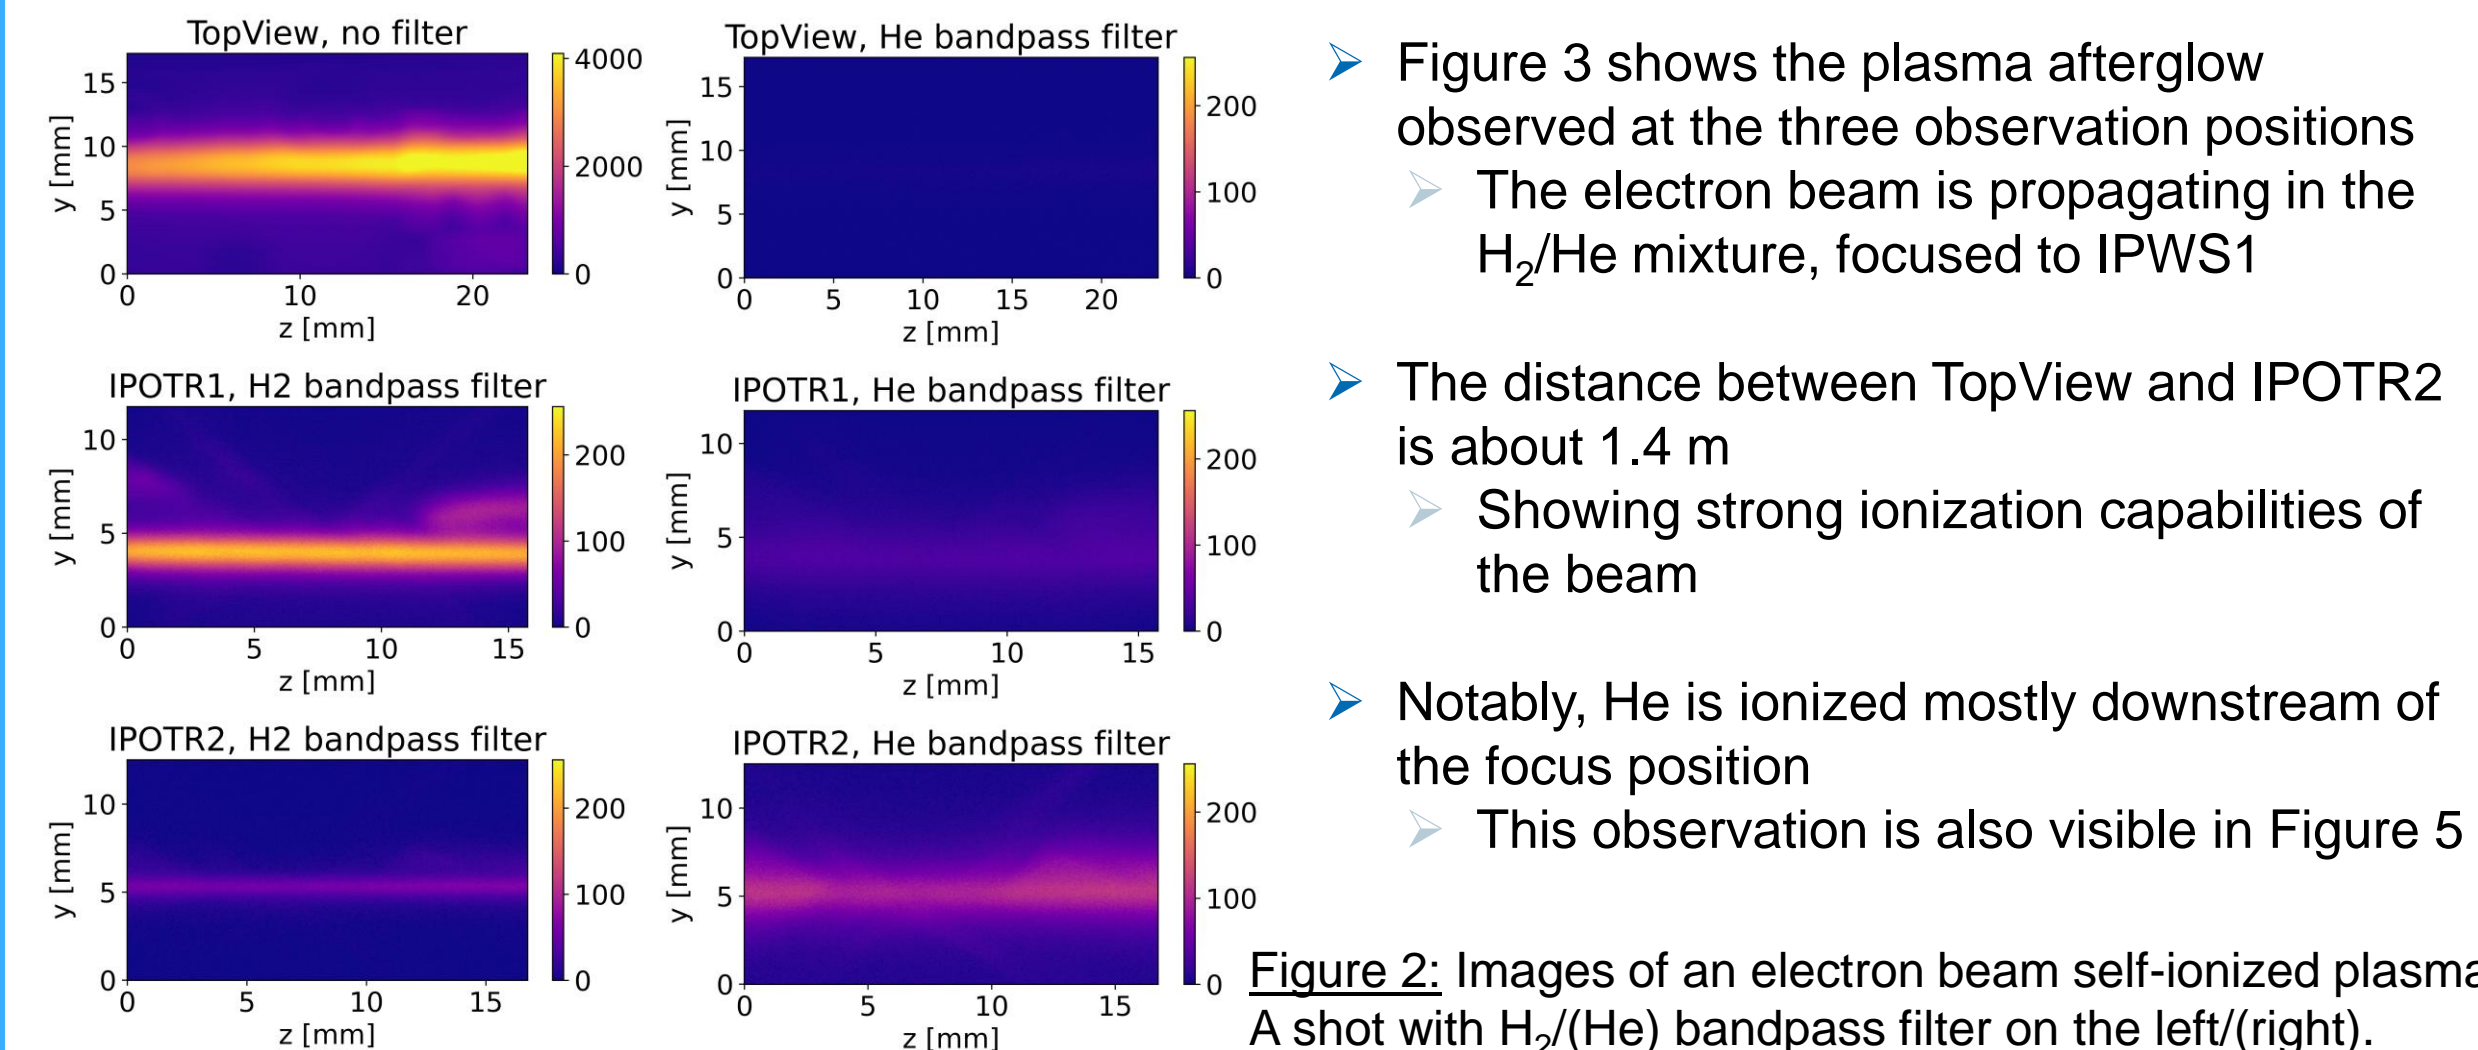 TopView, no filter
4000
2000
0
15
10
5
0
y [mm]
0 10 20
z [mm]
TopView, He bandpass filter
200
100
0
15
10
5
0
y [mm]
0 5 10 15 20
z [mm]
IPOTR1, H2 bandpass filter
200
100
0
10
5
0
y [mm]
0 5 10 15
z [mm]
IPOTR1, He bandpass filter
200
100
0
10
5
0
y [mm]
0 5 10 15
z [mm]
IPOTR2, H2 bandpass filter
200
100
0
10
5
0
y [mm]
0 5 10 15
z [mm]
IPOTR2, He bandpass filter
200
100
0
10
5
0
y [mm]
0 5 10 15
z [mm]
➢ Figure 3 shows the plasma afterglow
observed at the three observation positions
➢ The electron beam is propagating in the
H₂/He mixture, focused to IPWS1
➢ The distance between TopView and IPOTR2
is about 1.4 m
➢ Showing strong ionization capabilities of
the beam
➢ Notably, He is ionized mostly downstream of
the focus position
➢ This observation is also visible in Figure 5
Figure 2: Images of an electron beam self-ionized plasma
A shot with H₂/(He) bandpass filter on the left/(right).